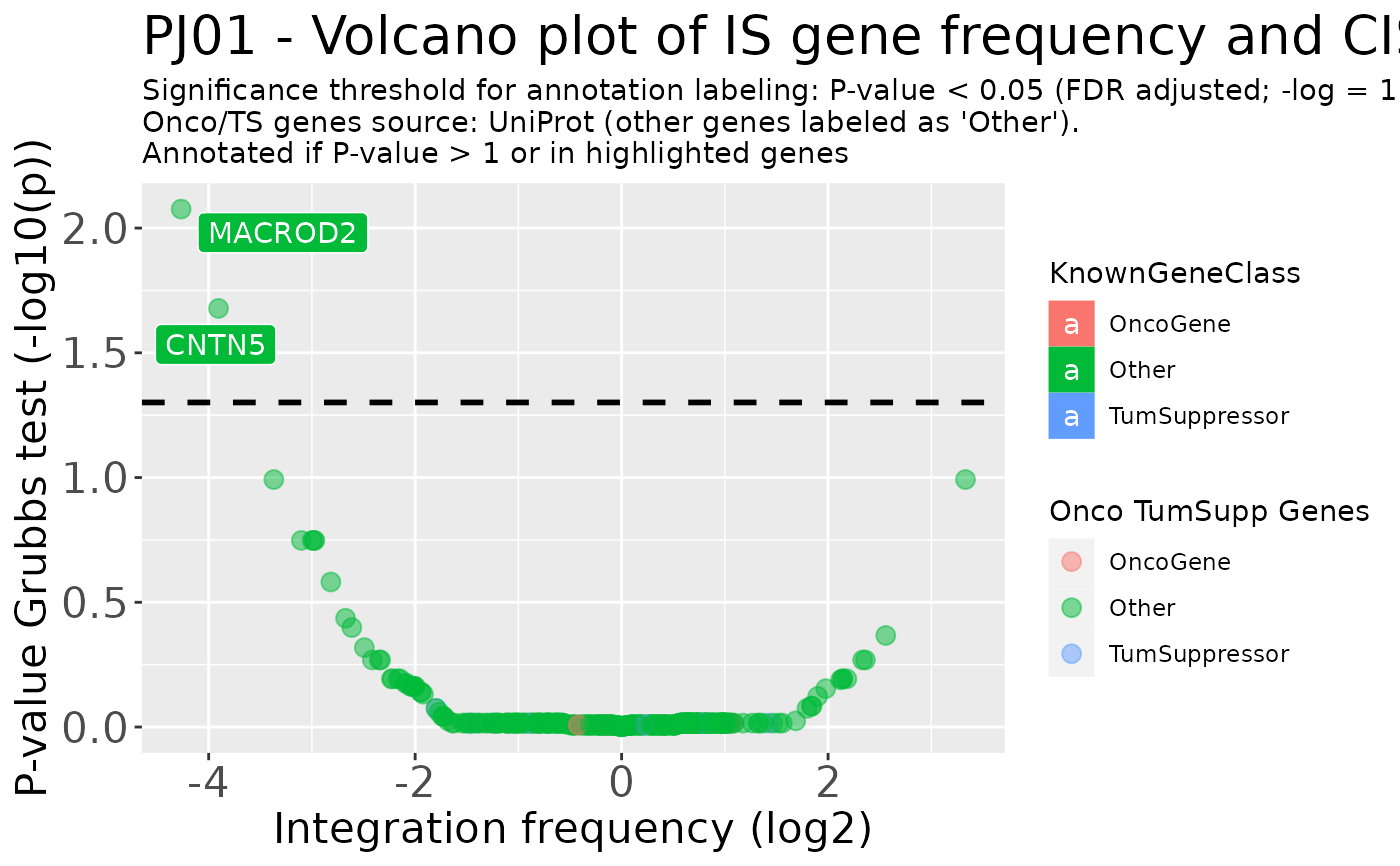 PJ01 - Volcano plot of IS gene frequency and CIS
Significance threshold for annotation labeling: P-value < 0.05 (FDR adjusted; -log = 1
Onco/TS genes source: UniProt (other genes labeled as 'Other').
Annotated if P-value > 1 or in highlighted genes
P-value Grubbs test (-log10(p))
2.0
1.5
1.0
0.5
0.0
MACROD2
CNTN5
-4
-2
0
2
Integration frequency (log2)
KnownGeneClass
a OncoGene
a Other
a TumSuppressor
Onco TumSupp Genes
OncoGene
Other
TumSuppressor